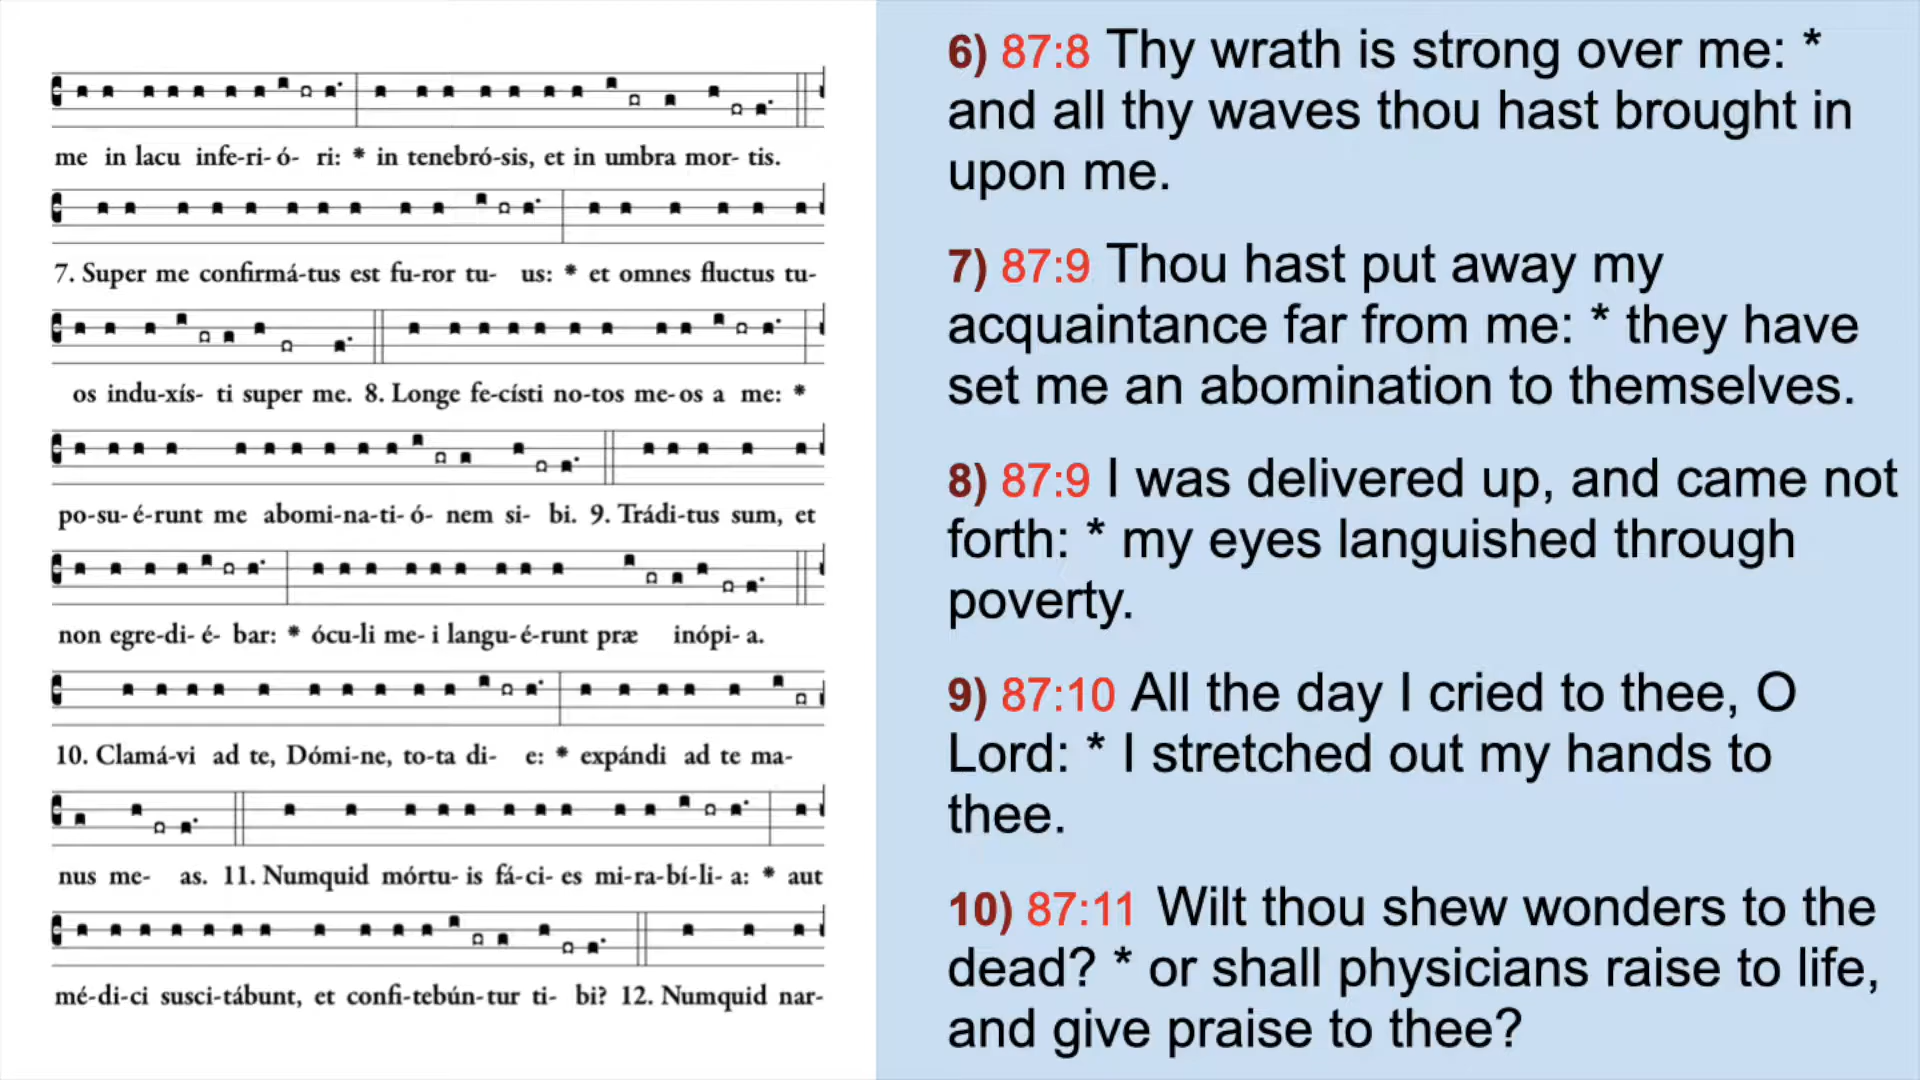 me in lacu infe-ri-ó- ri: * in tenebró-sis, et in umbra mor- tis.
7. Super me confirmá-tus est fu-ror tu- us: * et omnes fluctus tu-
os indu-xís- ti super me. 8. Longe fe-císti no-tos me-os a me: *
po-su-é-runt me abomi-na-ti-ó- nem si- bi. 9. Trádi-tus sum, et
non egre-di-é- bar: * ócu-li me-i langu-é-runt præ inópi-a.
10. Clamá-vi ad te, Dómi-ne, to-ta di- e: * expándi ad te ma-
nus me- as. 11. Numquid mórtu-is fá-ci-es mi-ra-bí-li-a: * aut
mé-di-ci susci-tábunt, et confi-tebún-tur ti- bi? 12. Numquid nar-
6) 87:8 Thy wrath is strong over me: *
and all thy waves thou hast brought in
upon me.
7) 87:9 Thou hast put away my
acquaintance far from me: * they have
set me an abomination to themselves.
8) 87:9 I was delivered up, and came not
forth: * my eyes languished through
poverty.
9) 87:10 All the day I cried to thee, O
Lord: * I stretched out my hands to
thee.
10) 87:11 Wilt thou shew wonders to the
dead? * or shall physicians raise to life,
and give praise to thee?